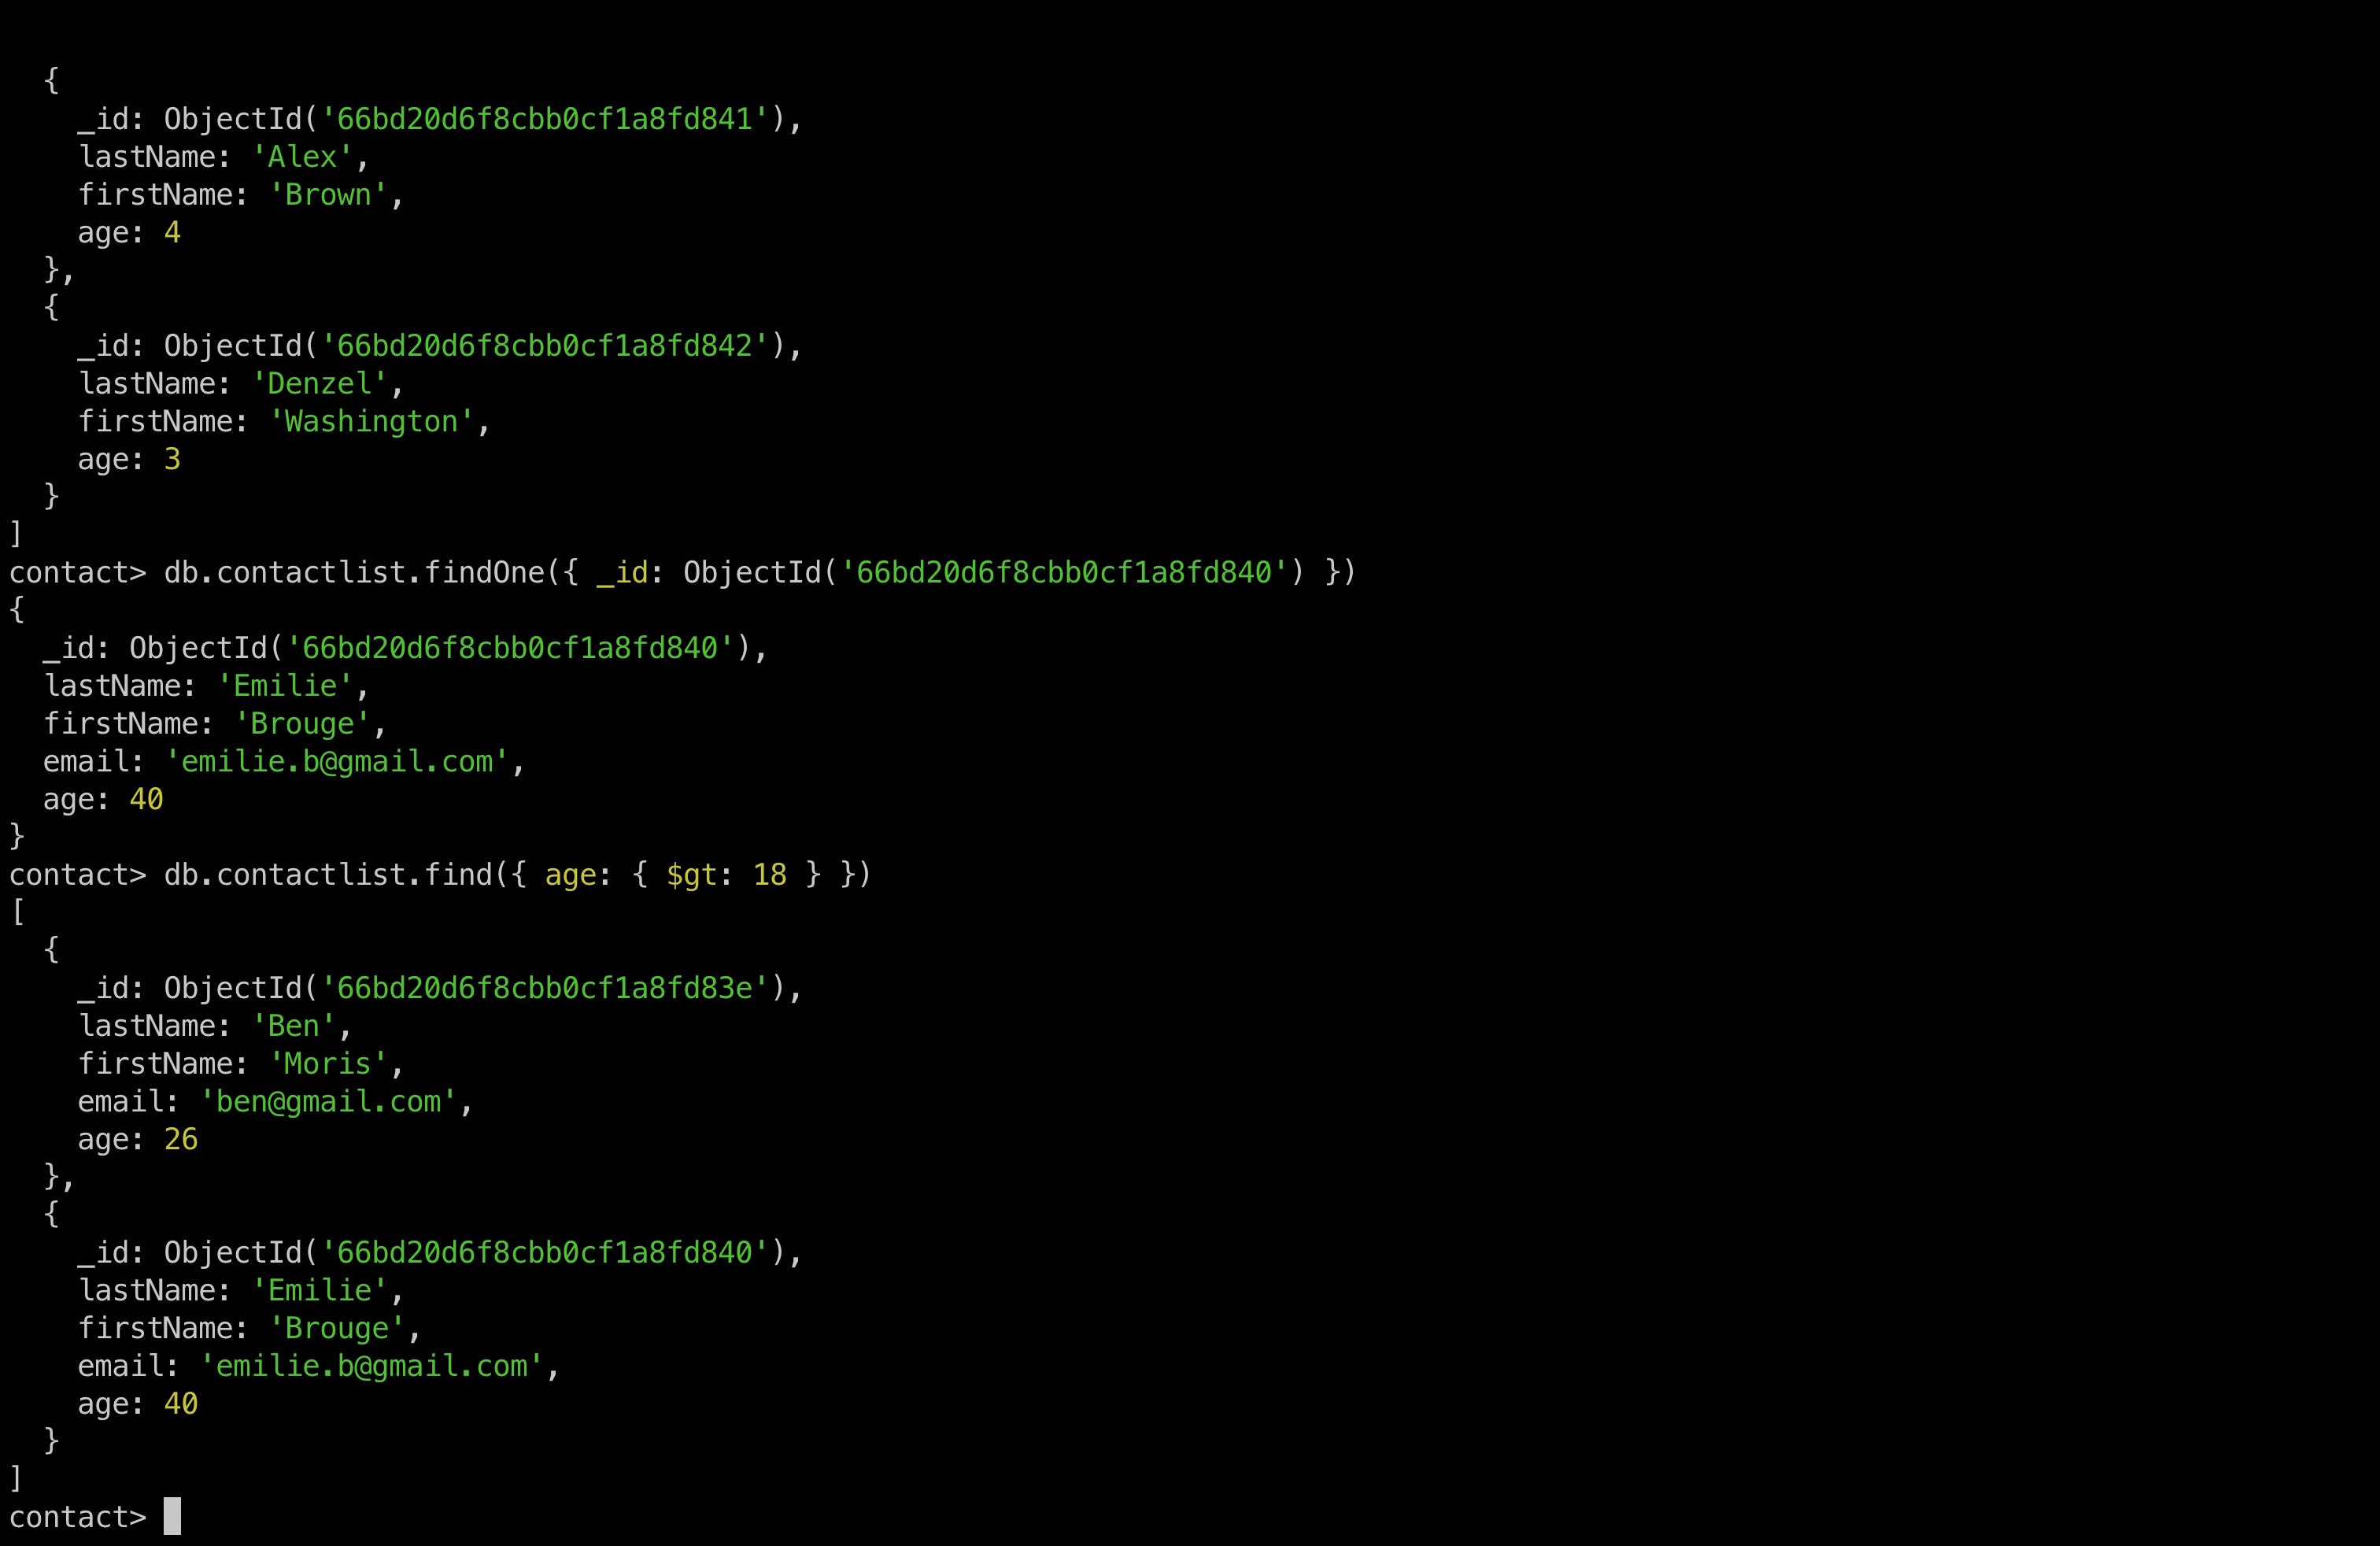 {
    _id: ObjectId('66bd20d6f8cbb0cf1a8fd841'),
    lastName: 'Alex',
    firstName: 'Brown',
    age: 4
  },
  {
    _id: ObjectId('66bd20d6f8cbb0cf1a8fd842'),
    lastName: 'Denzel',
    firstName: 'Washington',
    age: 3
  }
]
contact> db.contactlist.findOne({ _id: ObjectId('66bd20d6f8cbb0cf1a8fd840') })
{
  _id: ObjectId('66bd20d6f8cbb0cf1a8fd840'),
  lastName: 'Emilie',
  firstName: 'Brouge',
  email: 'emilie.b@gmail.com',
  age: 40
}
contact> db.contactlist.find({ age: { $gt: 18 } })
[
  {
    _id: ObjectId('66bd20d6f8cbb0cf1a8fd83e'),
    lastName: 'Ben',
    firstName: 'Moris',
    email: 'ben@gmail.com',
    age: 26
  },
  {
    _id: ObjectId('66bd20d6f8cbb0cf1a8fd840'),
    lastName: 'Emilie',
    firstName: 'Brouge',
    email: 'emilie.b@gmail.com',
    age: 40
  }
]
contact>